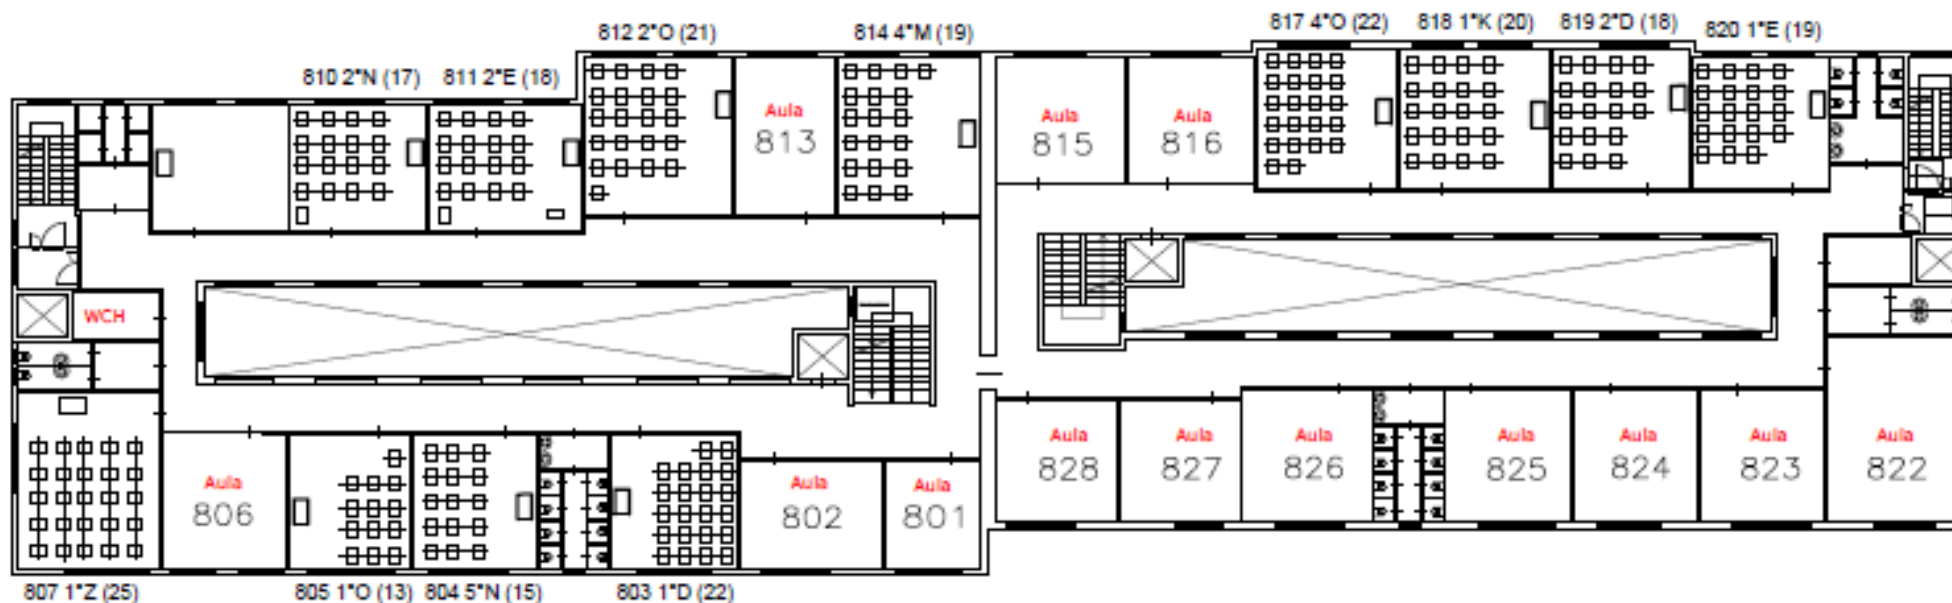 817 4°O (22)
818 1°K (20)
819 2°D (18)
820 1°E (19)
812 2°O (21)
814 4°M (19)
810 2°N (17)
811 2°E (18)
Aula
813
Aula
815
Aula
816
WCH
Aula
806
Aula
802
Aula
801
Aula
828
Aula
827
Aula
826
Aula
825
Aula
824
Aula
823
Aula
822
807 1°Z (25)
805 1°O (13)
804 5°N (15)
803 1°D (22)